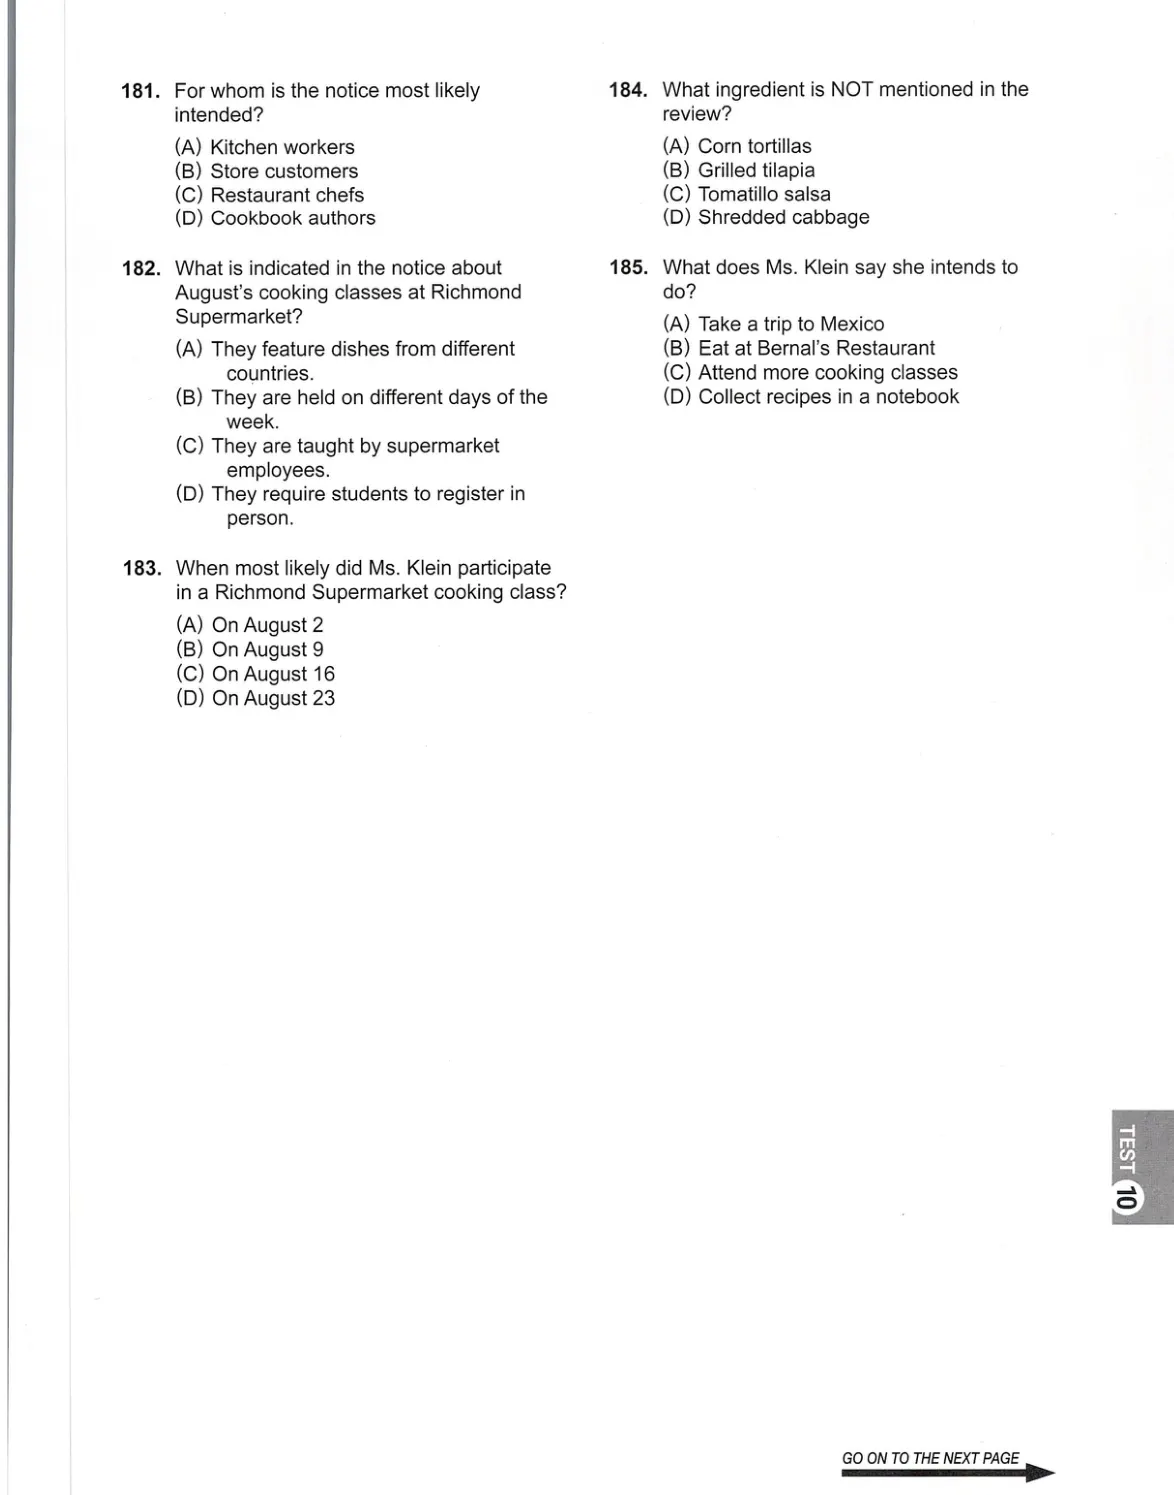 181. For whom is the notice most likely
intended?
(A) Kitchen workers
(B) Store customers
(C) Restaurant chefs
(D) Cookbook authors
182. What is indicated in the notice about
August's cooking classes at Richmond
Supermarket?
(A) They feature dishes from different
countries.
(B) They are held on different days of the
week.
(C) They are taught by supermarket
employees.
(D) They require students to register in
person.
183. When most likely did Ms. Klein participate
in a Richmond Supermarket cooking class?
(A) On August 2
(B) On August 9
(C) On August 16
(D) On August 23
184. What ingredient is NOT mentioned in the
review?
(A) Corn tortillas
(B) Grilled tilapia
(C) Tomatillo salsa
(D) Shredded cabbage
185. What does Ms. Klein say she intends to
do?
(A) Take a trip to Mexico
(B) Eat at Bernal's Restaurant
(C) Attend more cooking classes
(D) Collect recipes in a notebook
TEST 10
GO ON TO THE NEXT PAGE